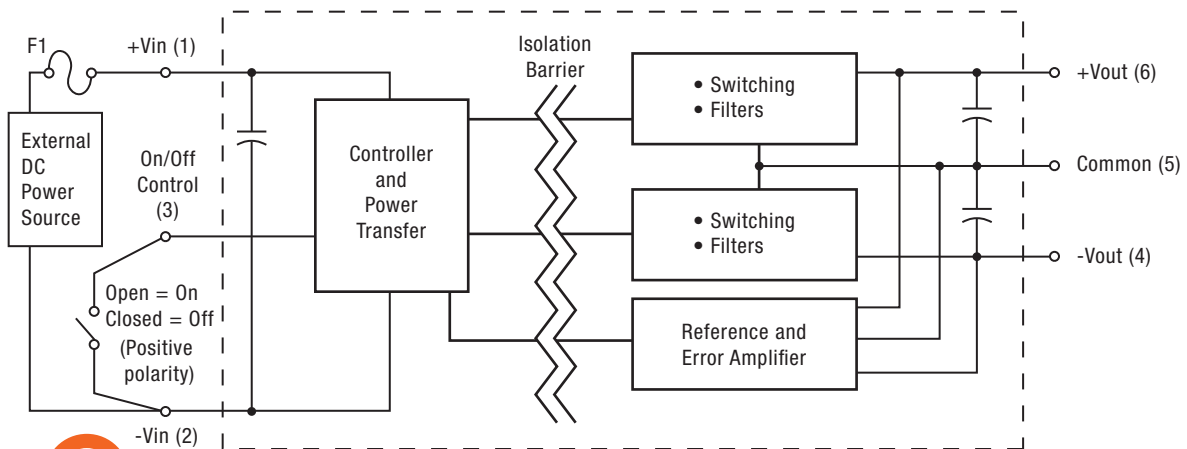 F1
+Vin (1)
External
DC
Power
Source
On/Off
Control
(3)
Open = On
Closed = Off
(Positive
polarity)
-Vin (2)
Controller
and
Power
Transfer
Isolation
Barrier
• Switching
• Filters
• Switching
• Filters
Reference and
Error Amplifier
+Vout (6)
Common (5)
-Vout (4)